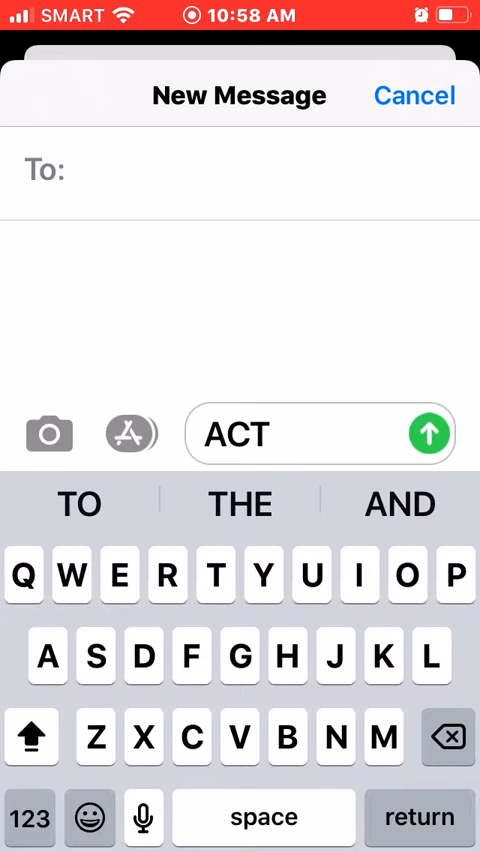 SMART 10:58 AM
New Message Cancel
To:
ACT
TO THE AND
Q W E R T Y U I O P
A S D F G H J K L
Z X C V B N M
123 space return